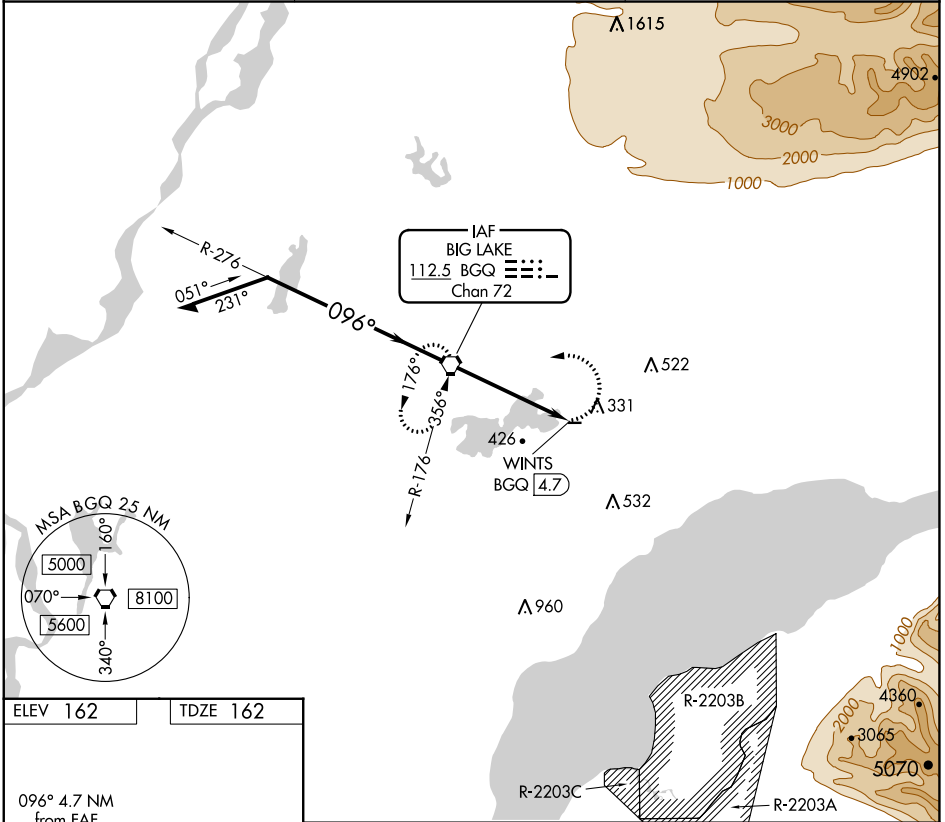 1615
4902
3000
2000
1000
IAF
BIG LAKE
112.5 BGQ
Chan 72
R-276
051°
231°
096°
176°
356°
522
331
426
WINTS
BGQ 4.7
R-176
532
MSA BGQ 25 NM
160°
5000
070°
8100
5600
340°
960
1000
R-2203B
4360
2000
3065
5070
R-2203C
R-2203A
ELEV 162
TDZE 162
096° 4.7 NM
from FAF